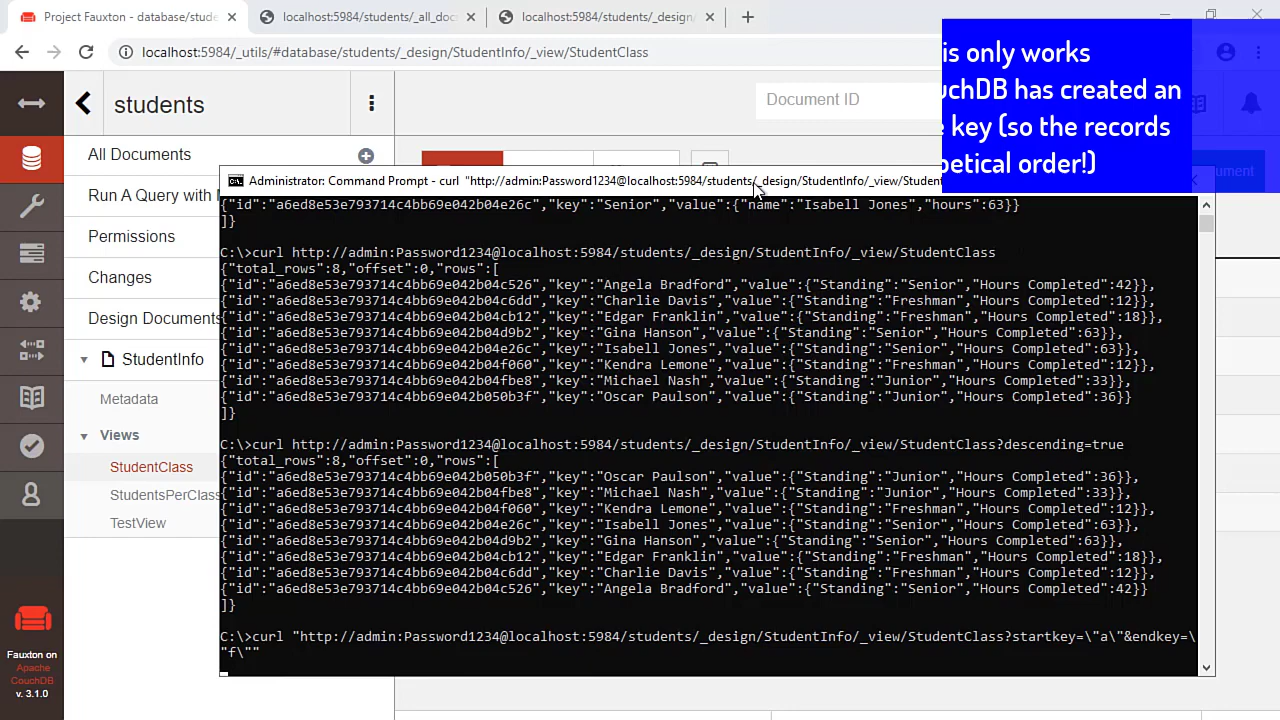 Project Fauxton - database/stude
localhost:5984/students/_all_docs
localhost:5984/students/_design/
localhost:5984/_utils/#database/students/_design/StudentInfo/_view/StudentClass
is only works
uchDB has created an
key (so the records
petical order!)
students
Document ID
All Documents
Run A Query with M
Permissions
Changes
Design Documents
StudentInfo
Metadata
Views
StudentClass
StudentsPerClass
TestView
ument
Administrator: Command Prompt - curl "http://admin:Password1234@localhost:5984/students/_design/StudentInfo/_view/Student
{"id":"a6ed8e53e793714c4bb69e042b04e26c","key":"Senior","value":{"name":"Isabell Jones","hours":63}}
]}
C:\>curl http://admin:Password1234@localhost:5984/students/_design/StudentInfo/_view/StudentClass
{"total_rows":8,"offset":0,"rows":[
{"id":"a6ed8e53e793714c4bb69e042b04c526","key":"Angela Bradford","value":{"Standing":"Senior","Hours Completed":42}},
{"id":"a6ed8e53e793714c4bb69e042b04c6dd","key":"Charlie Davis","value":{"Standing":"Freshman","Hours Completed":12}},
{"id":"a6ed8e53e793714c4bb69e042b04cb12","key":"Edgar Franklin","value":{"Standing":"Freshman","Hours Completed":18}},
{"id":"a6ed8e53e793714c4bb69e042b04d9b2","key":"Gina Hanson","value":{"Standing":"Senior","Hours Completed":63}},
{"id":"a6ed8e53e793714c4bb69e042b04e26c","key":"Isabell Jones","value":{"Standing":"Senior","Hours Completed":63}},
{"id":"a6ed8e53e793714c4bb69e042b04f060","key":"Kendra Lemone","value":{"Standing":"Freshman","Hours Completed":12}},
{"id":"a6ed8e53e793714c4bb69e042b04fbe8","key":"Michael Nash","value":{"Standing":"Junior","Hours Completed":33}},
{"id":"a6ed8e53e793714c4bb69e042b050b3f","key":"Oscar Paulson","value":{"Standing":"Junior","Hours Completed":36}}
]}
C:\>curl http://admin:Password1234@localhost:5984/students/_design/StudentInfo/_view/StudentClass?descending=true
{"total_rows":8,"offset":0,"rows":[
{"id":"a6ed8e53e793714c4bb69e042b050b3f","key":"Oscar Paulson","value":{"Standing":"Junior","Hours Completed":36}},
{"id":"a6ed8e53e793714c4bb69e042b04fbe8","key":"Michael Nash","value":{"Standing":"Junior","Hours Completed":33}},
{"id":"a6ed8e53e793714c4bb69e042b04f060","key":"Kendra Lemone","value":{"Standing":"Freshman","Hours Completed":12}},
{"id":"a6ed8e53e793714c4bb69e042b04e26c","key":"Isabell Jones","value":{"Standing":"Senior","Hours Completed":63}},
{"id":"a6ed8e53e793714c4bb69e042b04d9b2","key":"Gina Hanson","value":{"Standing":"Senior","Hours Completed":63}},
{"id":"a6ed8e53e793714c4bb69e042b04cb12","key":"Edgar Franklin","value":{"Standing":"Freshman","Hours Completed":18}},
{"id":"a6ed8e53e793714c4bb69e042b04c6dd","key":"Charlie Davis","value":{"Standing":"Freshman","Hours Completed":12}},
{"id":"a6ed8e53e793714c4bb69e042b04c526","key":"Angela Bradford","value":{"Standing":"Senior","Hours Completed":42}}
]}
C:\>curl "http://admin:Password1234@localhost:5984/students/_design/StudentInfo/_view/StudentClass?startkey=\"a\"&endkey=\
"f\""
Fauxton on
Apache
CouchDB
v. 3.1.0